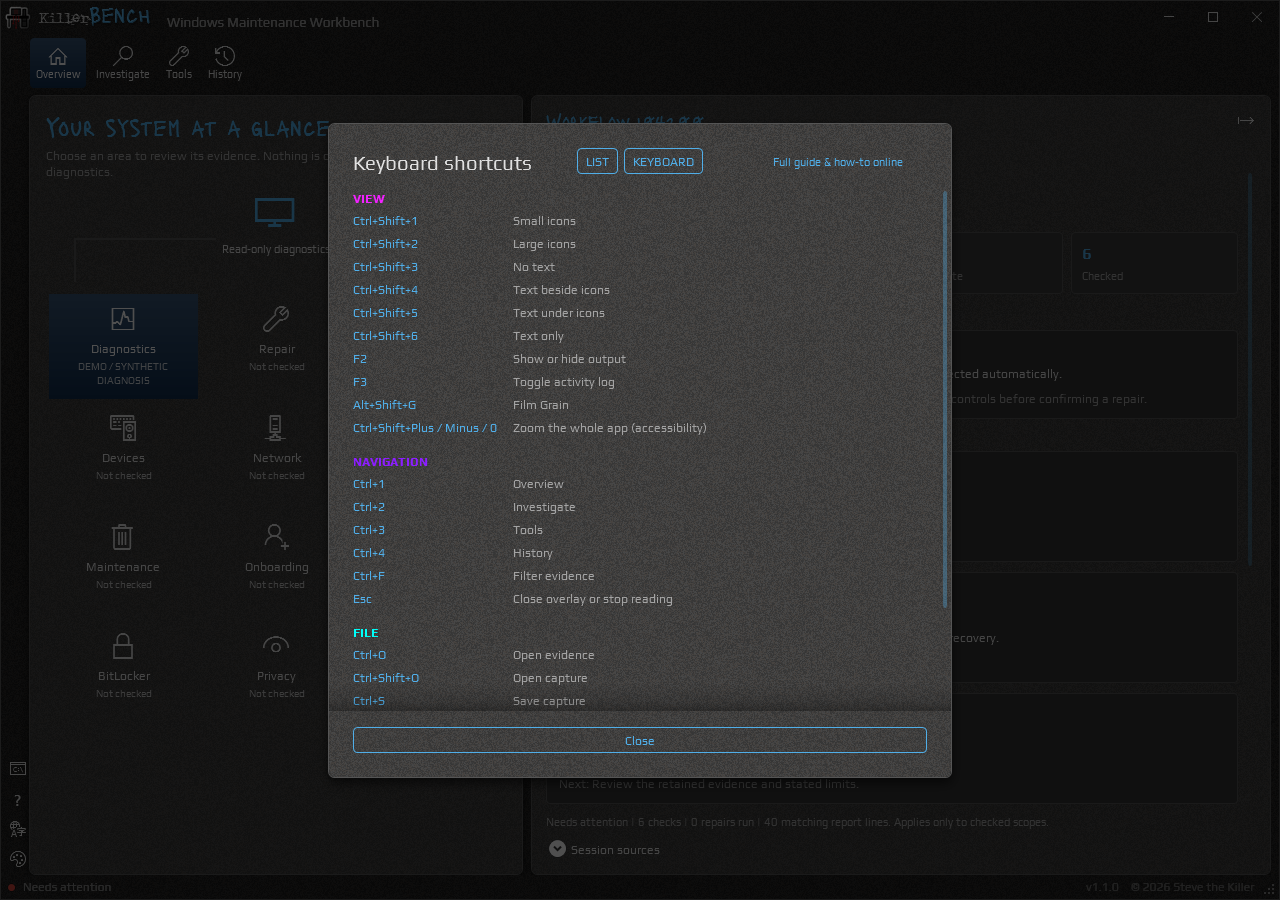 KillerBENCH
Windows Maintenance Workbench
Overview
Investigate
Tools
History
YOUR SYSTEM AT A GLANCE
Choose an area to review its evidence. Nothing is
diagnostics.
Read-only diagnostics
Diagnostics
DEMO / SYNTHETIC
DIAGNOSIS
Repair
Not checked
Devices
Not checked
Network
Not checked
Maintenance
Not checked
Onboarding
Not checked
BitLocker
Not checked
Privacy
Not checked
6
Checked
cted automatically.
controls before confirming a repair.
ecovery.
Next: Review the retained evidence and stated limits.
Needs attention | 6 checks | 0 repairs run | 40 matching report lines. Applies only to checked scopes.
Session sources
Keyboard shortcuts
LIST
KEYBOARD
Full guide & how-to online
VIEW
Ctrl+Shift+1 Small icons
Ctrl+Shift+2 Large icons
Ctrl+Shift+3 No text
Ctrl+Shift+4 Text beside icons
Ctrl+Shift+5 Text under icons
Ctrl+Shift+6 Text only
F2 Show or hide output
F3 Toggle activity log
Alt+Shift+G Film Grain
Ctrl+Shift+Plus / Minus / 0 Zoom the whole app (accessibility)
NAVIGATION
Ctrl+1 Overview
Ctrl+2 Investigate
Ctrl+3 Tools
Ctrl+4 History
Ctrl+F Filter evidence
Esc Close overlay or stop reading
FILE
Ctrl+O Open evidence
Ctrl+Shift+O Open capture
Ctrl+S Save capture
Close
Needs attention
v1.1.0 © 2026 Steve the Killer